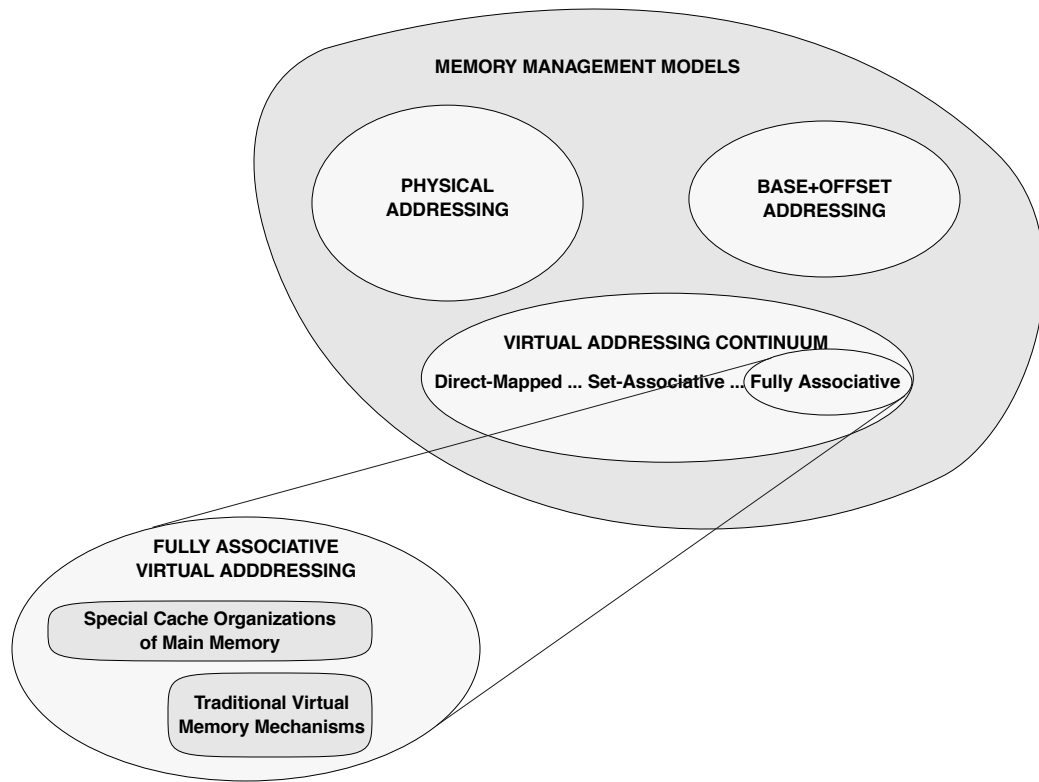 MEMORY MANAGEMENT MODELS
PHYSICAL
ADDRESSING
BASE+OFFSET
ADDRESSING
VIRTUAL ADDRESSING CONTINUUM
Direct-Mapped ... Set-Associative ... Fully Associative
FULLY ASSOCIATIVE
VIRTUAL ADDDRESSING
Special Cache Organizations
of Main Memory
Traditional Virtual
Memory Mechanisms